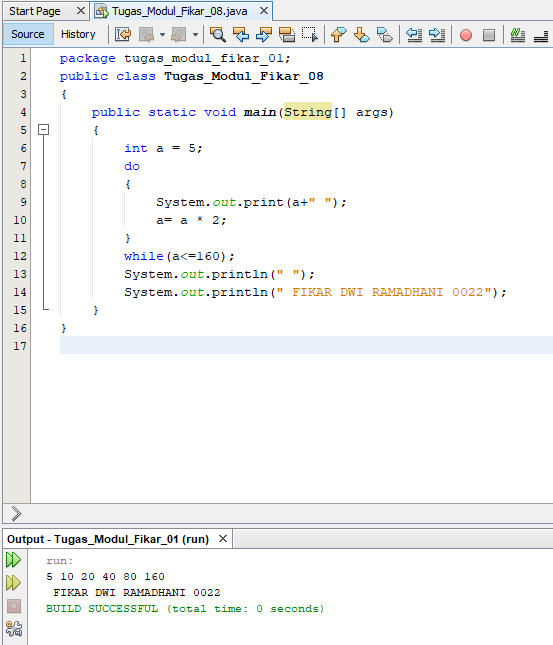 Start Page Tugas_Modul_Fikar_08.java
Source History
1 package tugas_modul_fikar_01;
2 public class Tugas_Modul_Fikar_08
3 {
4 public static void main(String[] args)
5 {
6 int a = 5;
7 do
8 {
9 System.out.print(a+" ");
10 a= a * 2;
11 }
12 while(a<=160);
13 System.out.println(" ");
14 System.out.println(" FIKAR DWI RAMADHANI 0022");
15 }
16 }
17
Output - Tugas_Modul_Fikar_01 (run)
run:
5 10 20 40 80 160
FIKAR DWI RAMADHANI 0022
BUILD SUCCESSFUL (total time: 0 seconds)